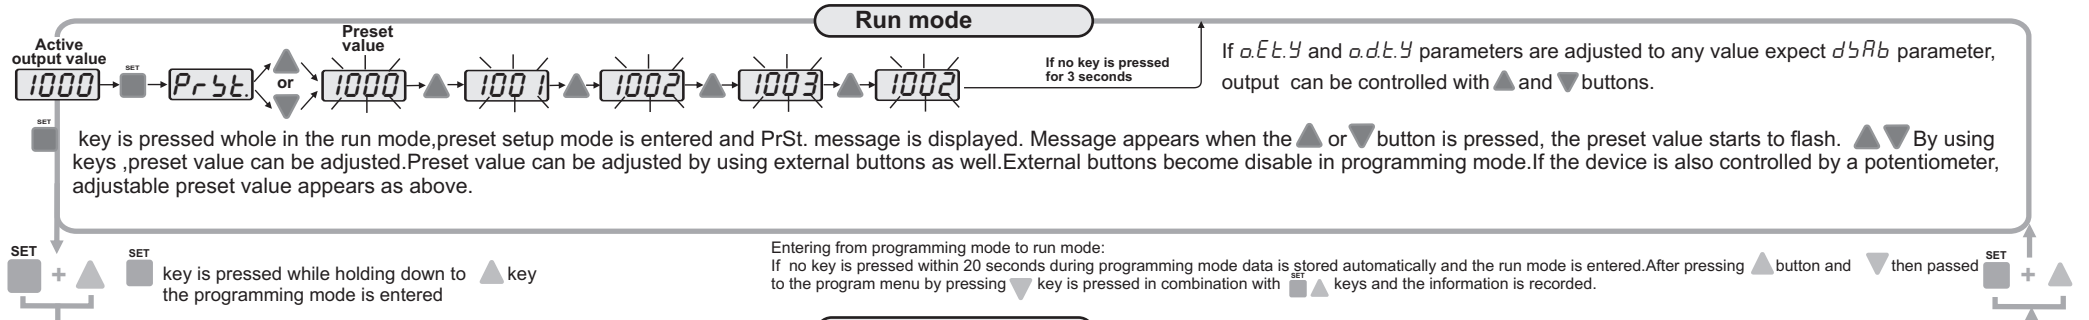 Run mode
Active
output value
Preset
value
1000
SET
PrSt.
or
1000
1001
1002
1003
1002
If no key is pressed
for 3 seconds
If o.Et.Y and o.d.t.Y parameters are adjusted to any value expect dSAb parameter,
output can be controlled with ▲ and ▼ buttons.
SET
key is pressed whole in the run mode,preset setup mode is entered and PrSt. message is displayed. Message appears when the ▲ or ▼ button is pressed, the preset value starts to flash. ▲ ▼ By using
keys ,preset value can be adjusted.Preset value can be adjusted by using external buttons as well.External buttons become disable in programming mode.If the device is also controlled by a potentiometer,
adjustable preset value appears as above.
SET
+
SET
key is pressed while holding down to ▲ key
the programming mode is entered
Entering from programming mode to run mode:
If no key is pressed within 20 seconds during programming mode data is stored automatically and the run mode is entered.After pressing ▲ button and ▼ then passed
to the program menu by pressing ▼ key is pressed in combination with SET ▲ keys and the information is recorded.
SET
+